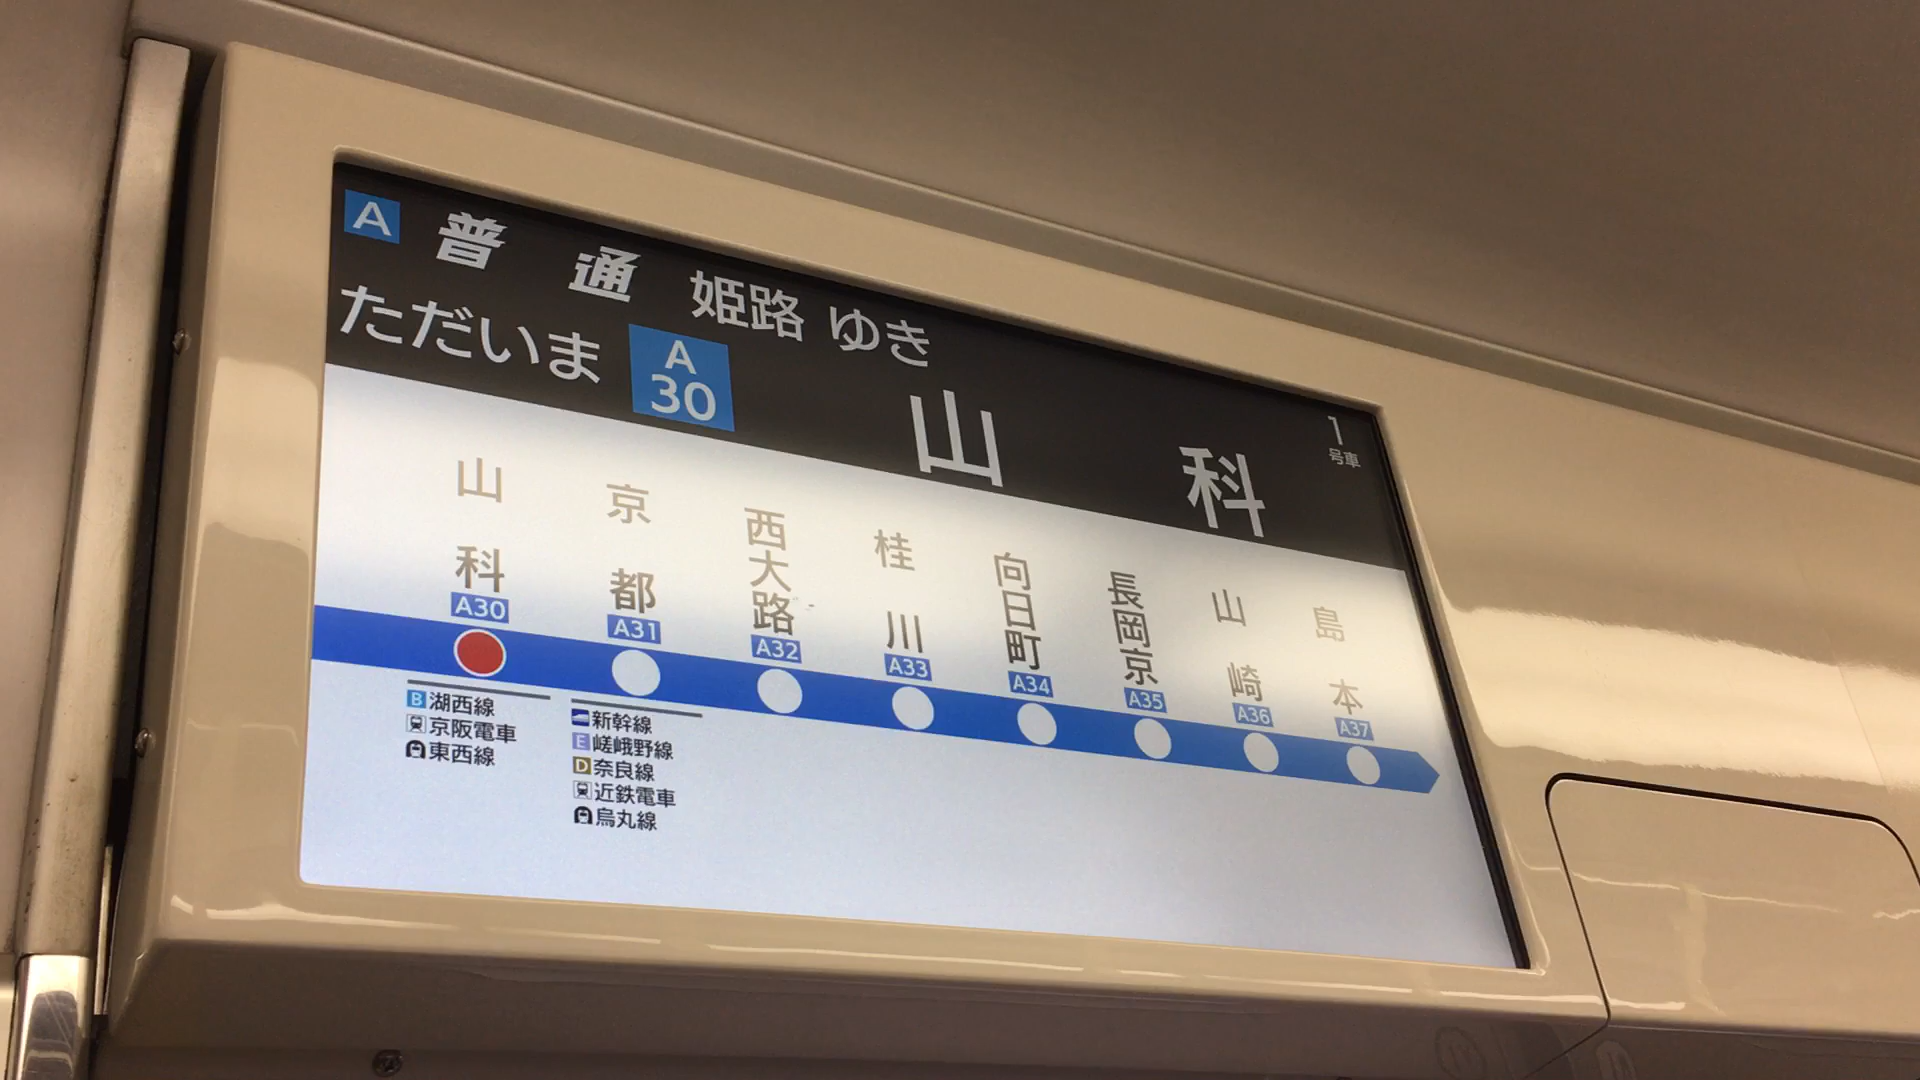 A 普通 姫路 ゆき
ただいま A 30 山科
1号車
山科 京都 西大路 桂川 向日町 長岡京 山崎 島本
A30 A31 A32 A33 A34 A35 A36 A37
B 湖西線
京阪電車
東西線
新幹線
E 嵯峨野線
D 奈良線
近鉄電車
烏丸線